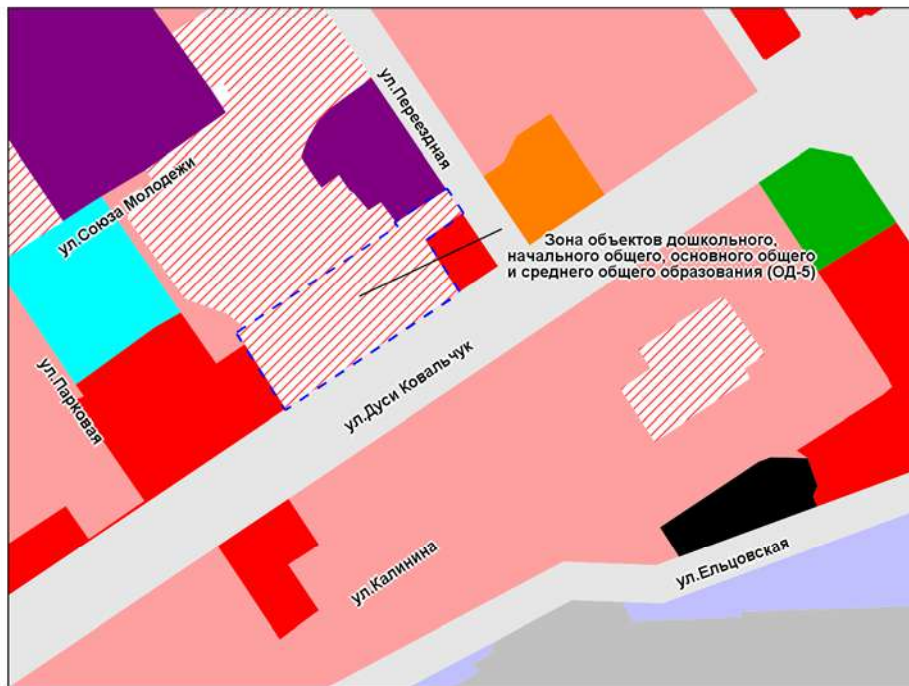 ул.Переездная
ул.Союза Молодежи
Зона объектов дошкольного,
начального общего, основного общего
и среднего общего образования (ОД-5)
ул.Парковая
ул.Дуси Ковальчук
ул.Калинина
ул.Ельцовская